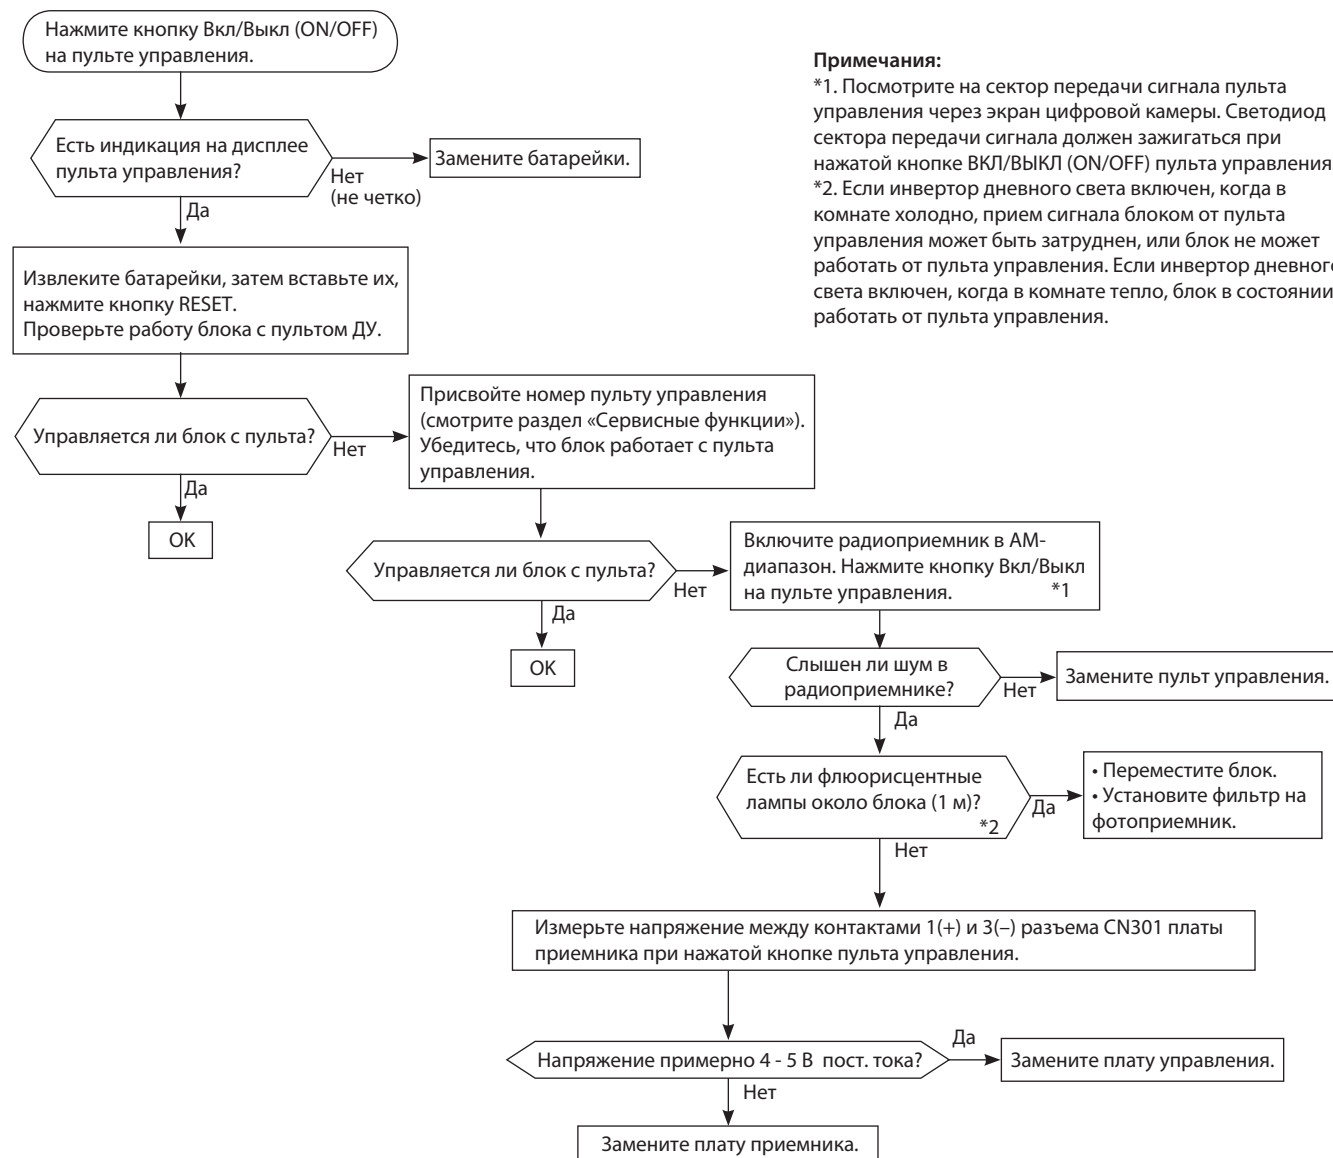 Нажмите кнопку Вкл/Выкл (ON/OFF)
на пульте управления.
Есть индикация на дисплее
пульта управления?
Нет
(не четко)
Замените батарейки.
Да
Извлеките батарейки, затем вставьте их,
нажмите кнопку RESET.
Проверьте работу блока с пультом ДУ.
Управляется ли блок с пульта?
Нет
Да
OK
Присвойте номер пульту управления
(смотрите раздел «Сервисные функции»).
Убедитесь, что блок работает с пульта
управления.
Управляется ли блок с пульта?
Нет
Да
OK
Включите радиоприемник в АМ-
диапазон. Нажмите кнопку Вкл/Выкл
на пульте управления. *1
Слышен ли шум в
радиоприемнике?
Нет
Замените пульт управления.
Да
Есть ли флюорисцентные
лампы около блока (1 м)?
*2
Да
• Переместите блок.
• Установите фильтр на
фотоприемник.
Нет
Измерьте напряжение между контактами 1(+) и 3(–) разъема CN301 платы
приемника при нажатой кнопке пульта управления.
Напряжение примерно 4 - 5 В пост. тока?
Да
Замените плату управления.
Нет
Замените плату приемника.
Примечания:
*1. Посмотрите на сектор передачи сигнала пульта
управления через экран цифровой камеры. Светодиод
сектора передачи сигнала должен зажигаться при
нажатой кнопке ВКЛ/ВЫКЛ (ON/OFF) пульта управления
*2. Если инвертор дневного света включен, когда в
комнате холодно, прием сигнала блоком от пульта
управления может быть затруднен, или блок не может
работать от пульта управления. Если инвертор дневного
света включен, когда в комнате тепло, блок в состоянии
работать от пульта управления.